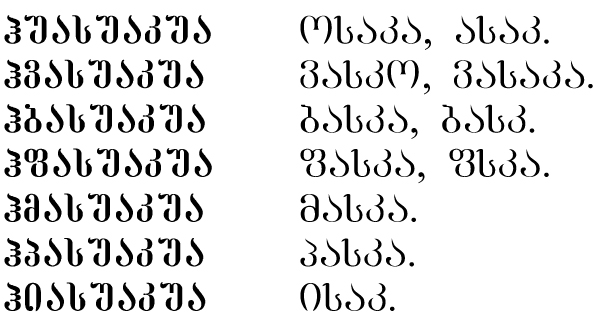 ჰუასუაკუა ოსაკა, ასაკ.
ჰვასუაკუა ვასკო, ვასაკა.
ჰბასუაკუა ბასკა, ბასკ.
ჰფასუაკუა ფასკა, ფსკა.
ჰმასუაკუა მასკა.
ჰპასუაკუა პასკა.
ჰიასუაკუა ისაკ.